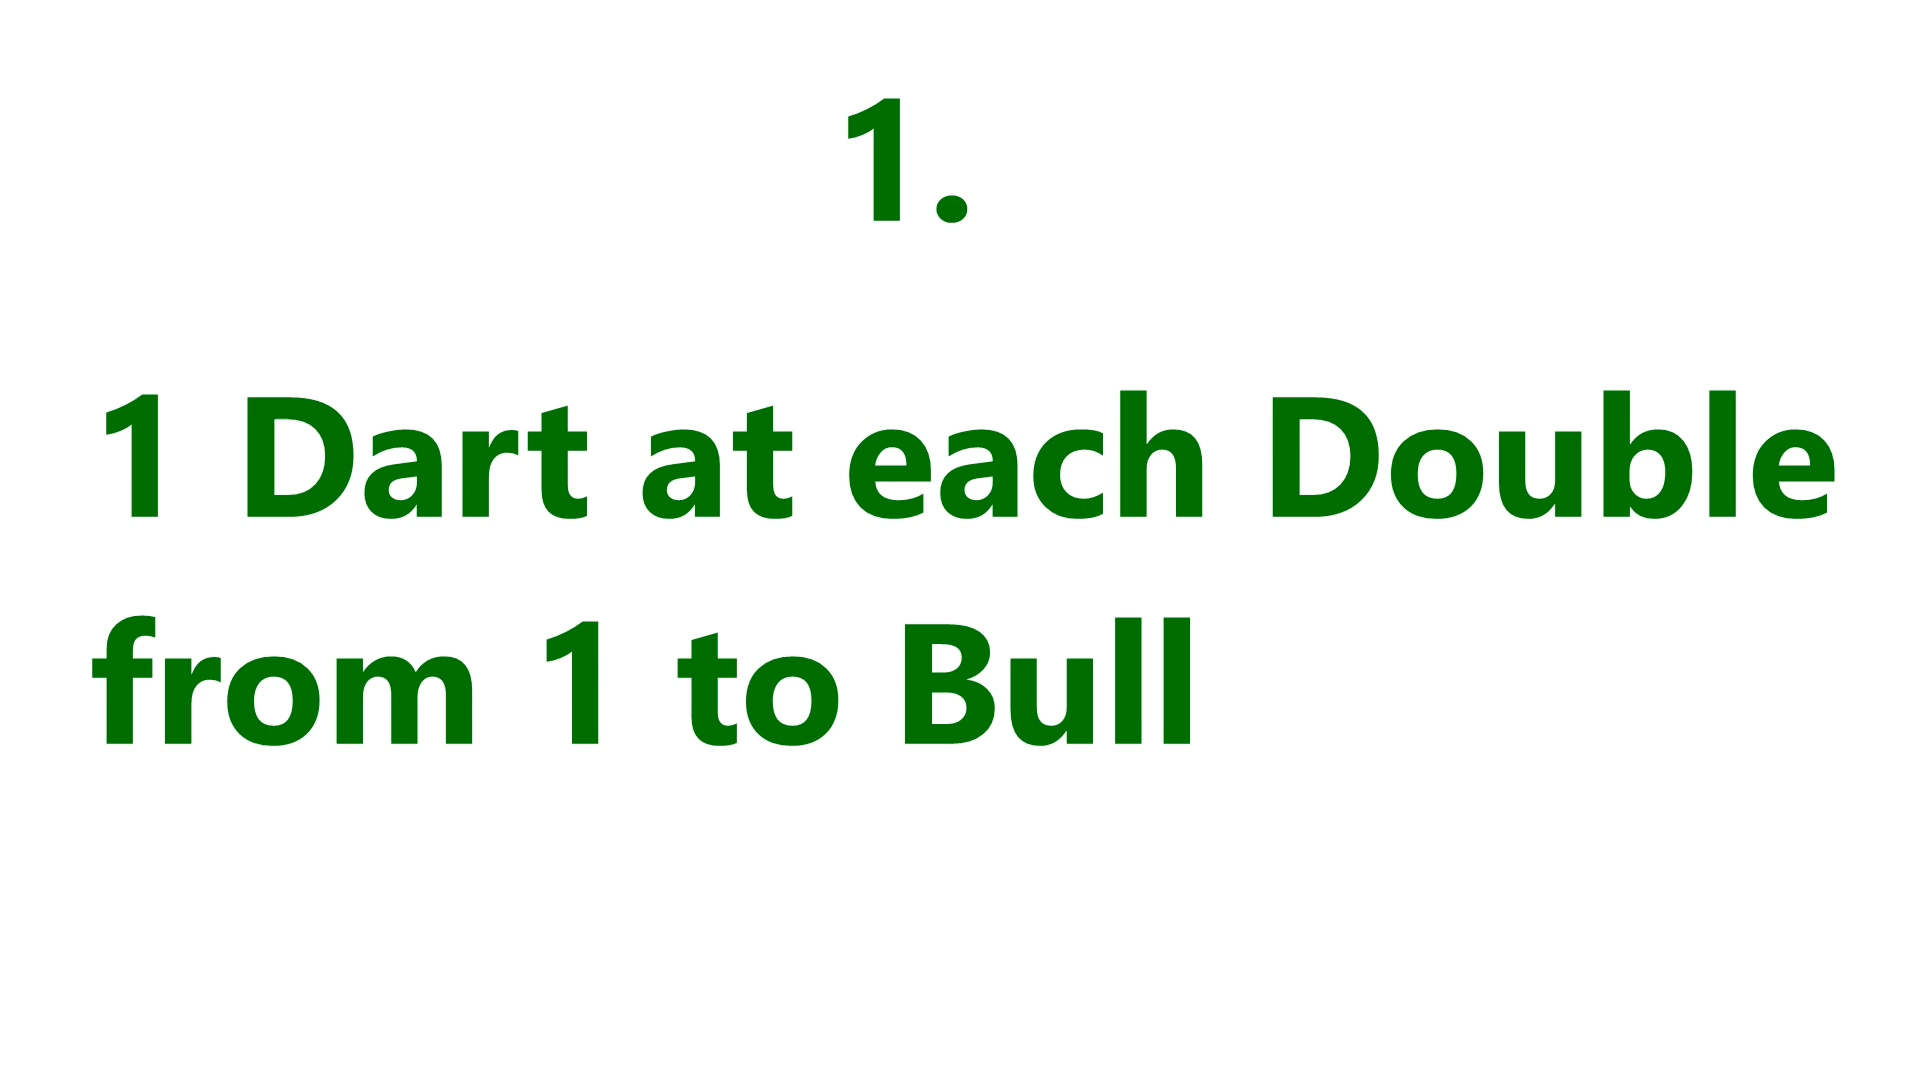 1.
1 Dart at each Double
from 1 to Bull